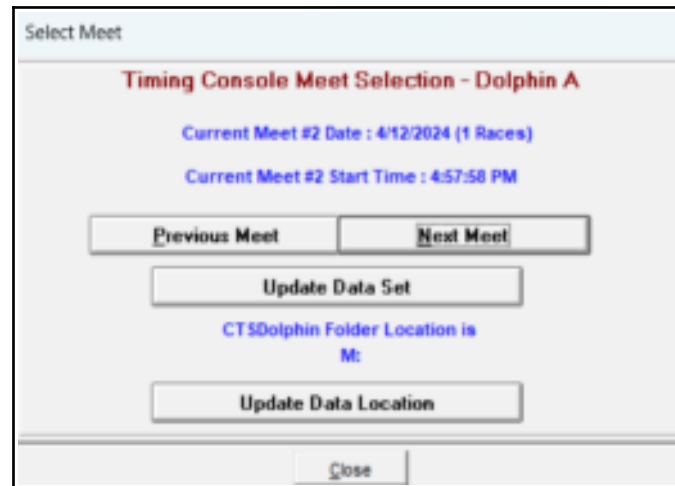 Select Meet
Timing Console Meet Selection - Dolphin A
Current Meet #2 Date : 4/12/2024 (1 Races)
Current Meet #2 Start Time : 4:57:58 PM
Previous Meet
Next Meet
Update Data Set
CTSDolphin Folder Location is
M:
Update Data Location
Close